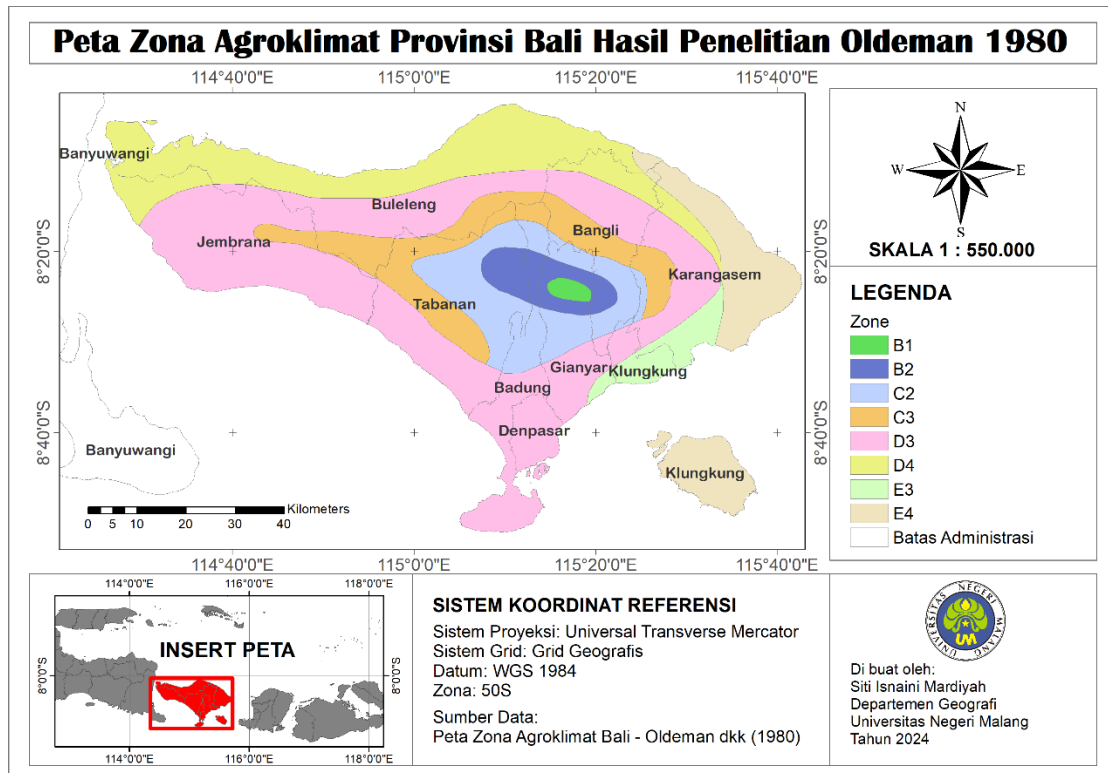 Peta Zona Agroklimat Provinsi Bali Hasil Penelitian Oldeman 1980
114°40'0"E
115°0'0"E
115°20'0"E
115°40'0"E
8°20'0"S
8°40'0"S
Banyuwangi
Buleleng
Jembrana
Bangli
Karangasem
Tabanan
Gianyar
Klungkung
Badung
Denpasar
Banyuwangi
Klungkung
8°20'0"S
8°40'0"S
Kilometers
0 5 10 20 30 40
114°40'0"E
115°0'0"E
115°20'0"E
115°40'0"E
N
W
E
S
SKALA 1 : 550.000
LEGENDA
Zone
B1
B2
C2
C3
D3
D4
E3
E4
Batas Administrasi
114°0'0"E
116°0'0"E
118°0'0"E
INSERT PETA
8°0'0"S
8°0'0"S
114°0'0"E
116°0'0"E
118°0'0"E
SISTEM KOORDINAT REFERENSI
Sistem Proyeksi: Universal Transverse Mercator
Sistem Grid: Grid Geografis
Datum: WGS 1984
Zona: 50S
Sumber Data:
Peta Zona Agroklimat Bali - Oldeman dkk (1980)
UNIVERSITAS NEGERI MALANG
UM
Di buat oleh:
Siti Isnaini Mardiyah
Departemen Geografi
Universitas Negeri Malang
Tahun 2024